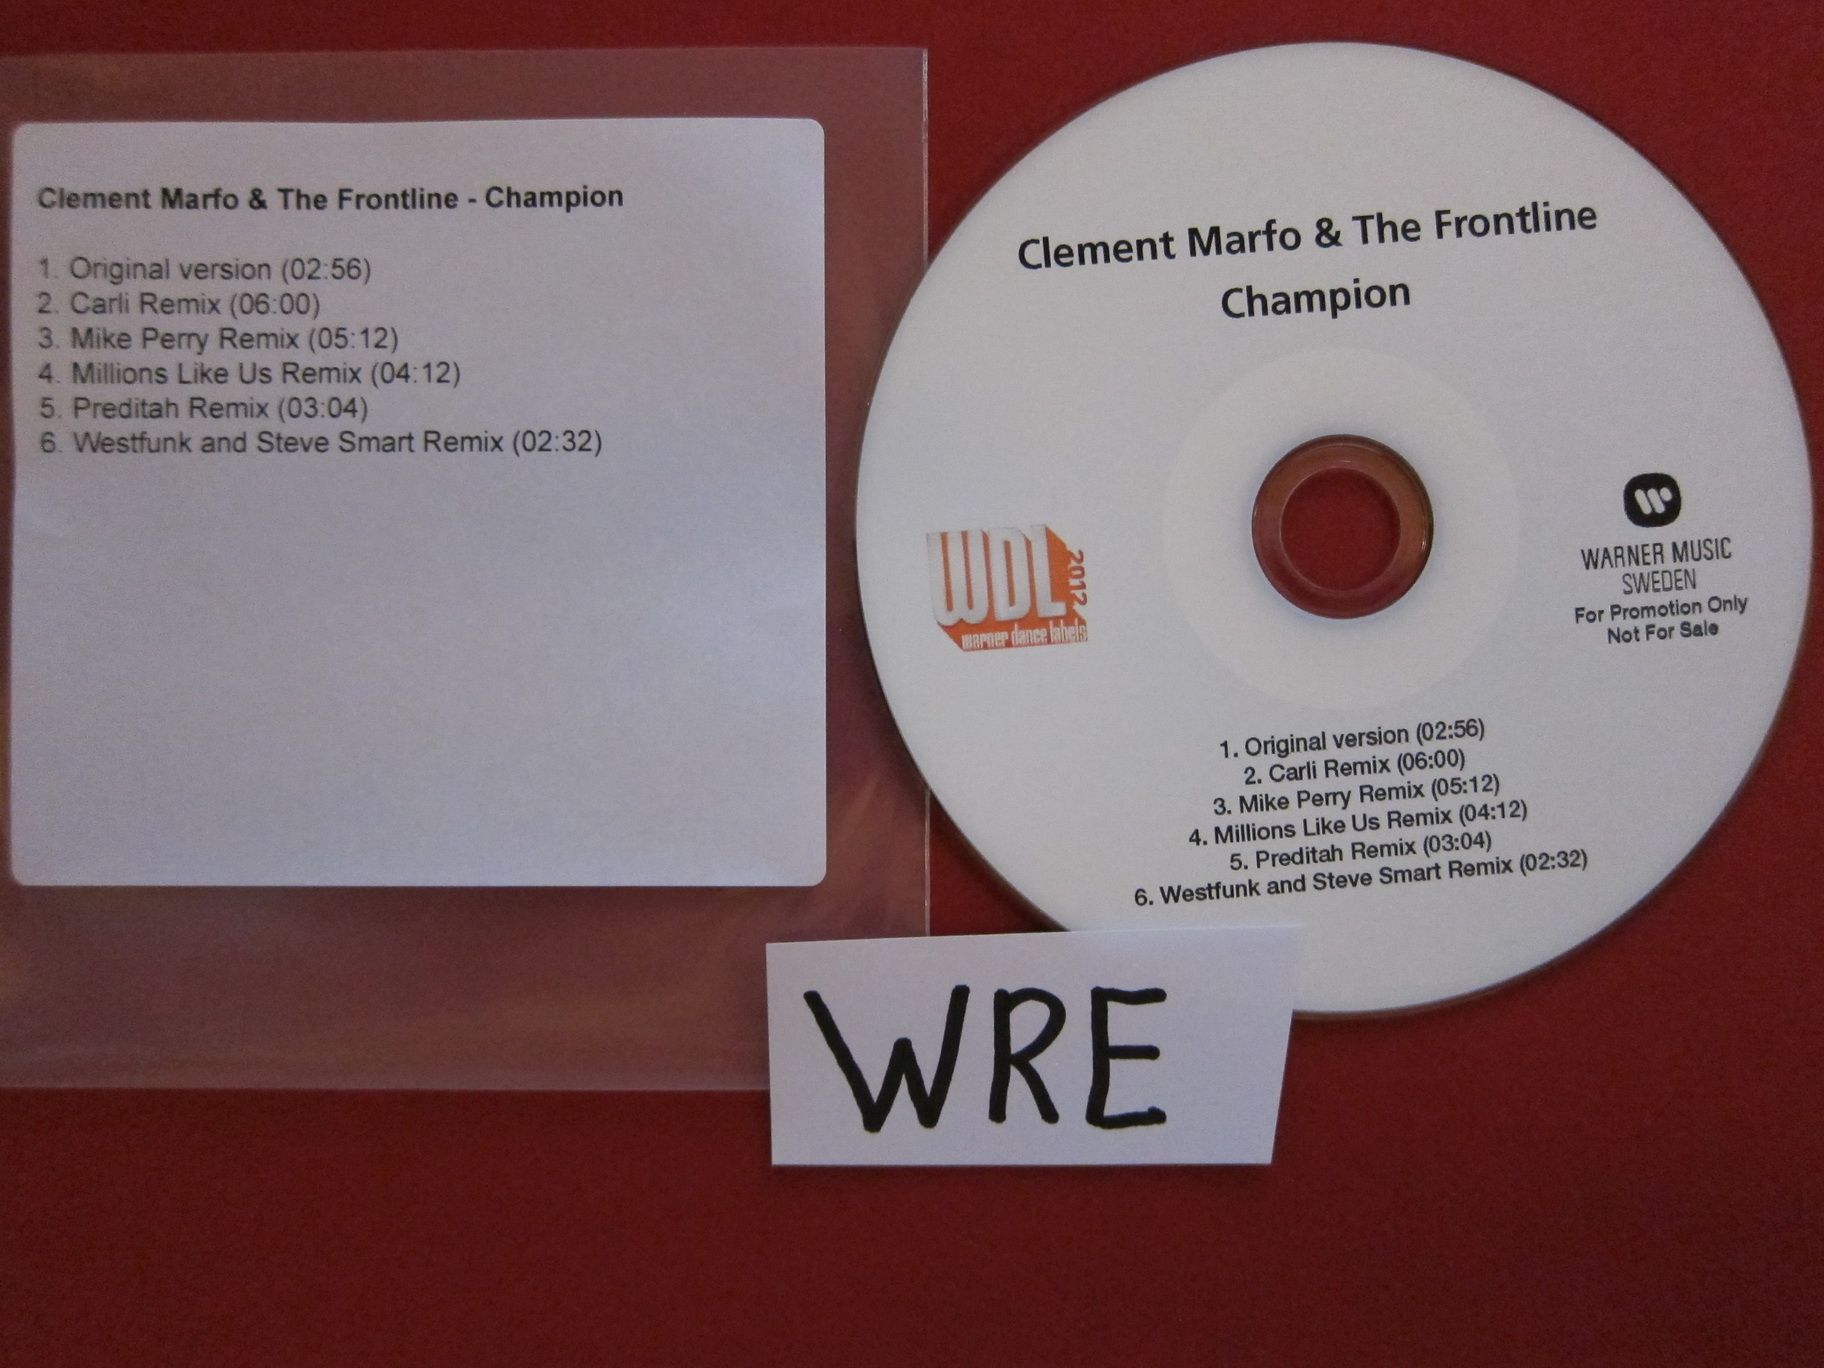 Clement Marfo & The Frontline - Champion
1. Original version (02:56)
2. Carli Remix (06:00)
3. Mike Perry Remix (05:12)
4. Millions Like Us Remix (04:12)
5. Preditah Remix (03:04)
6. Westfunk and Steve Smart Remix (02:32)
Clement Marfo & The Frontline
Champion
WDL
2012
warner dance labels
WARNER MUSIC
SWEDEN
For Promotion Only
Not For Sale
1. Original version (02:56)
2. Carli Remix (06:00)
3. Mike Perry Remix (05:12)
4. Millions Like Us Remix (04:12)
5. Preditah Remix (03:04)
6. Westfunk and Steve Smart Remix (02:32)
WRE